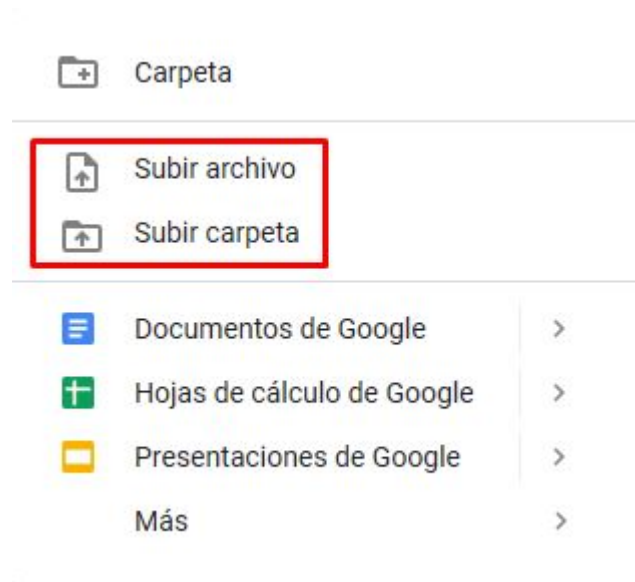 Carpeta
Subir archivo
Subir carpeta
Documentos de Google
Hojas de cálculo de Google
Presentaciones de Google
Más